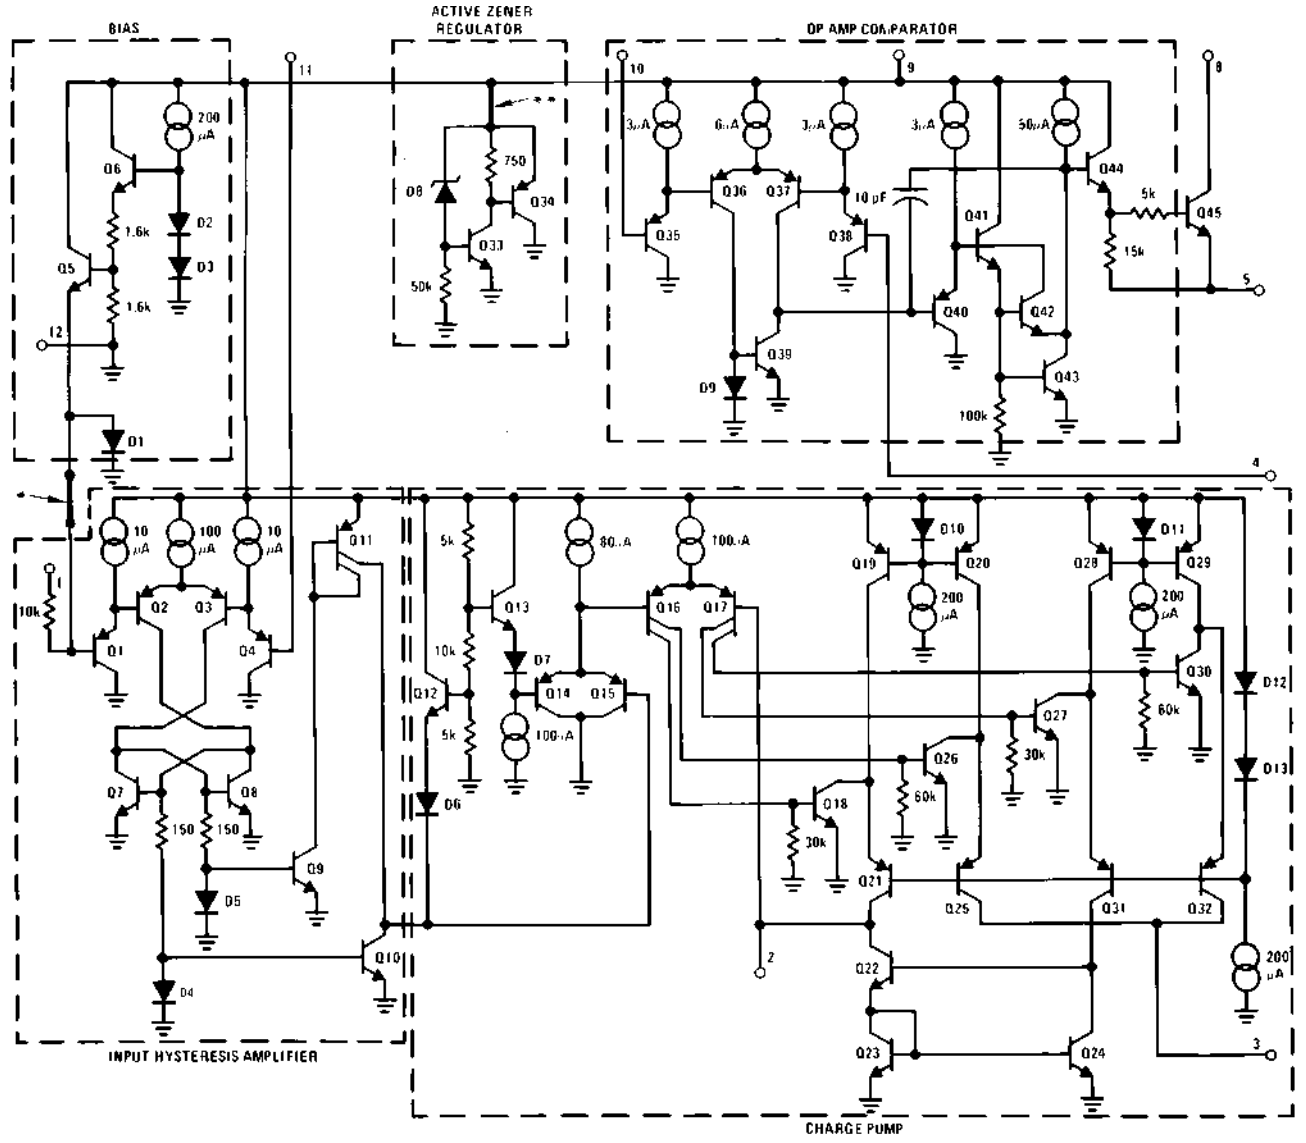 BIAS
ACTIVE ZENER
REGULATOR
OP AMP COMPARATOR
11
10
9
8
200
µA
Q6
1.6k
D2
Q5
D3
1.6k
12
D1
**
750
D8
Q34
Q33
50k
3µA
6µA
3µA
3µA
50µA
Q36
Q37
10 pF
Q44
5k
Q45
Q35
Q38
Q41
15k
5
Q40
Q42
Q39
D9
Q43
100k
4
*
10
µA
100
µA
10
µA
Q11
1
10k
Q2
Q3
Q1
Q4
Q7
Q8
150
150
Q9
D5
Q10
D4
INPUT HYSTERESIS AMPLIFIER
5k
80µA
100µA
Q13
10k
D7
Q12
Q14
Q15
5k
100µA
D6
Q16
Q17
Q19
D10
Q20
200
µA
Q28
D11
Q29
200
µA
Q30
60k
D12
Q27
30k
D13
Q26
60k
Q18
30k
Q21
Q25
Q31
Q32
2
Q22
200
µA
Q23
Q24
3
CHARGE PUMP